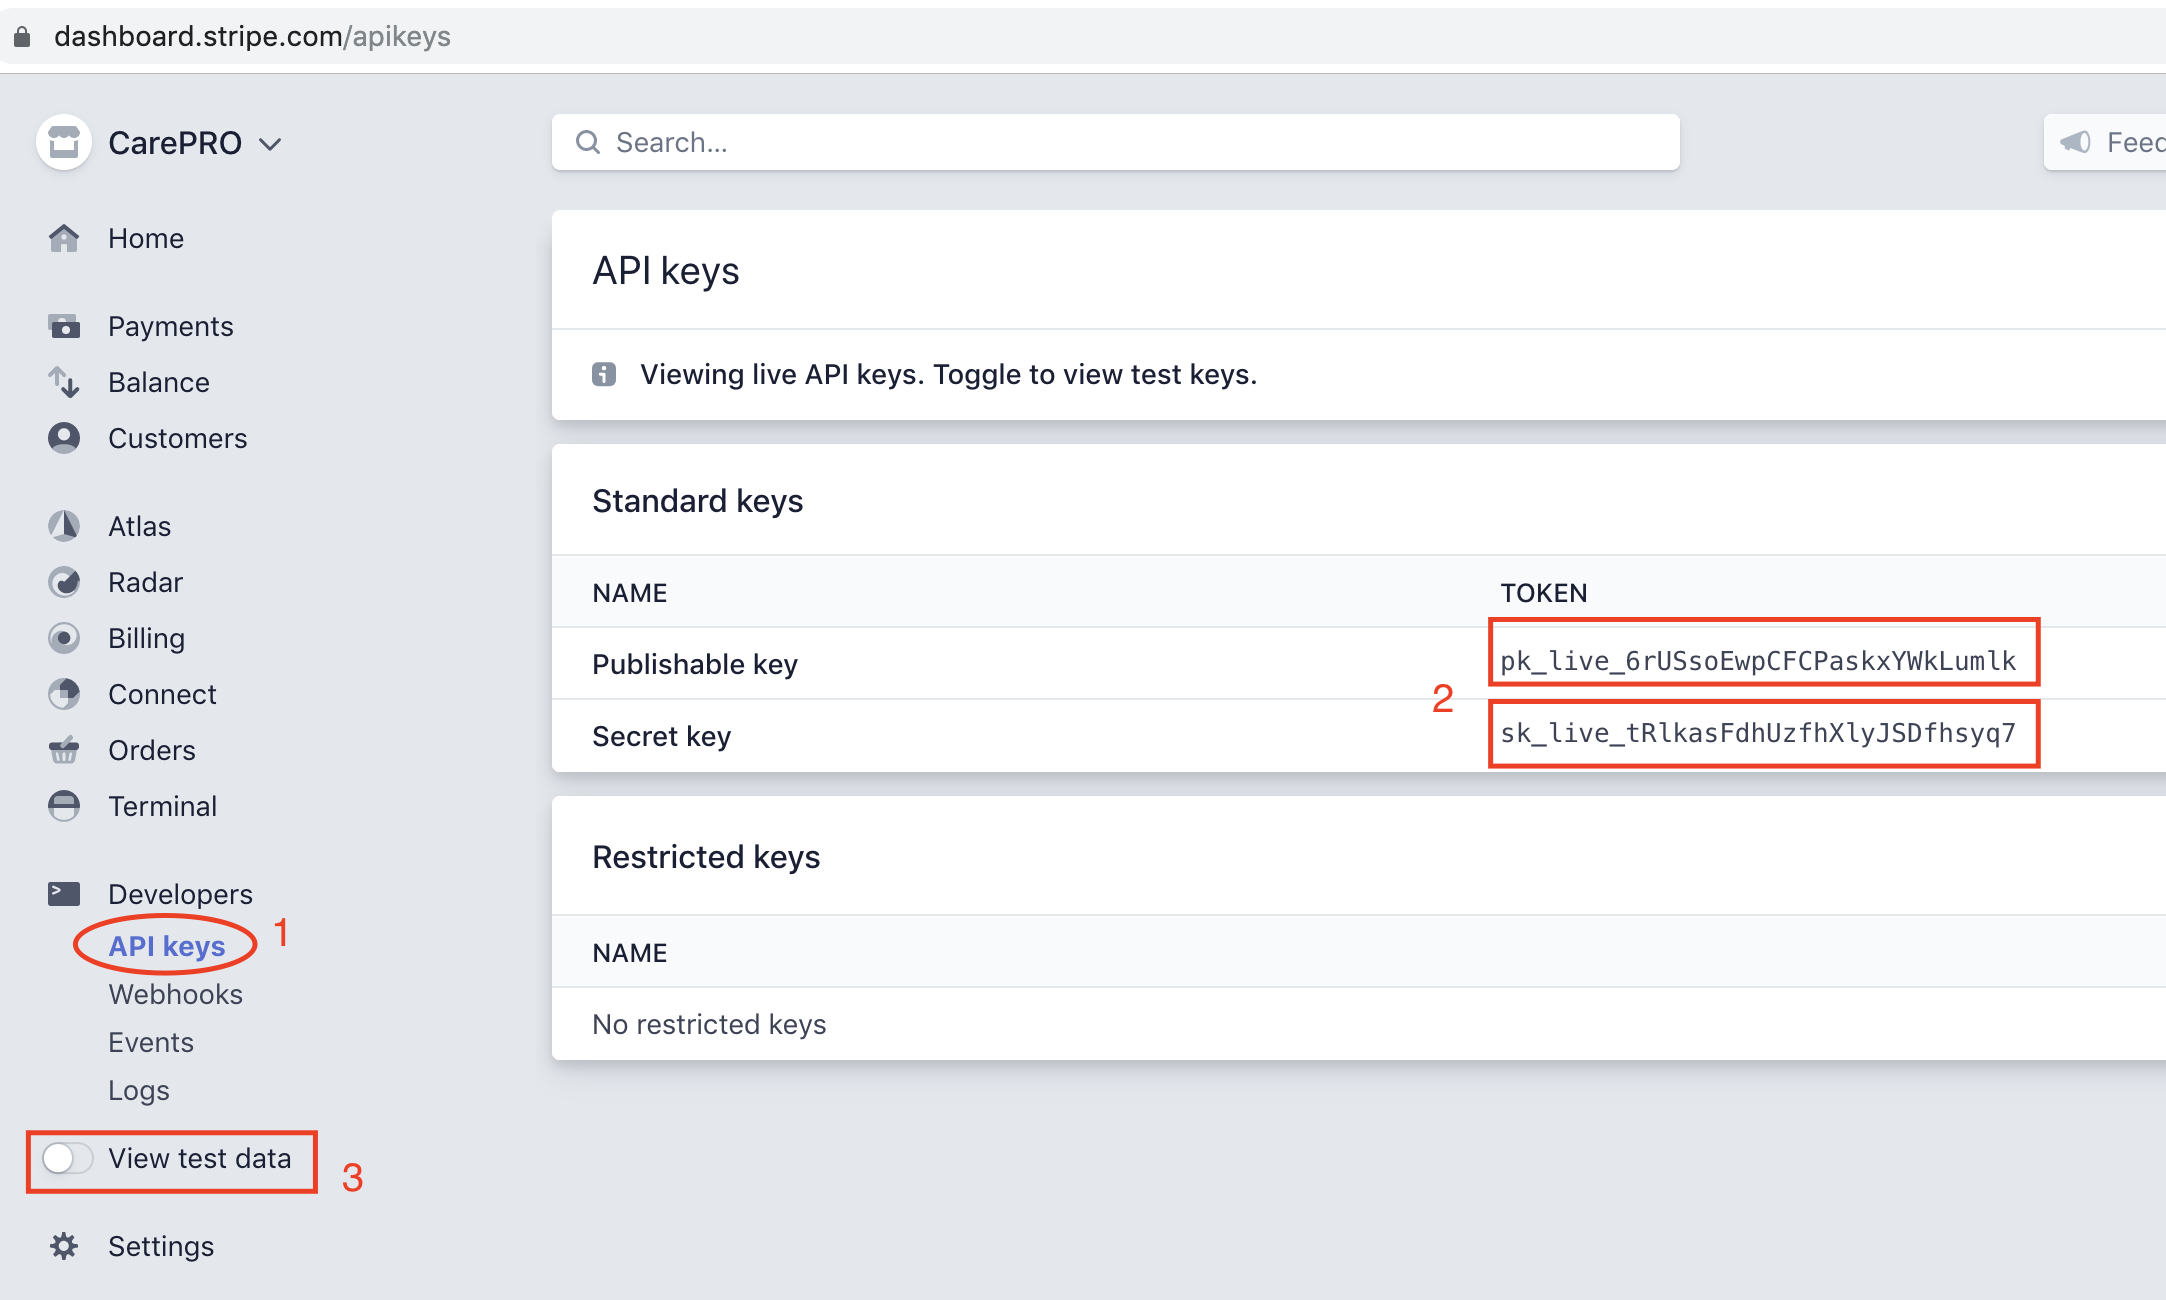 dashboard.stripe.com/apikeys
CarePRO
Search...
Feed
Home
Payments
Balance
Customers
Atlas
Radar
Billing
Connect
Orders
Terminal
Developers
API keys 1
Webhooks
Events
Logs
View test data 3
Settings
API keys
Viewing live API keys. Toggle to view test keys.
Standard keys
NAME TOKEN
Publishable key pk_live_6rUSsoEwpCFCPaskxYWkLumlk
2
Secret key sk_live_tRlkasFdhUzfhXlyJSDfhsyq7
Restricted keys
NAME
No restricted keys